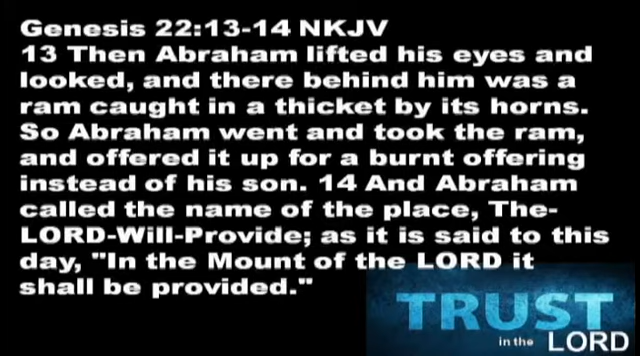 Genesis 22:13-14 NKJV
13 Then Abraham lifted his eyes and
looked, and there behind him was a
ram caught in a thicket by its horns.
So Abraham went and took the ram,
and offered it up for a burnt offering
instead of his son. 14 And Abraham
called the name of the place, The-
LORD-Will-Provide; as it is said to this
day, "In the Mount of the LORD it
shall be provided."
TRUST
in the LORD